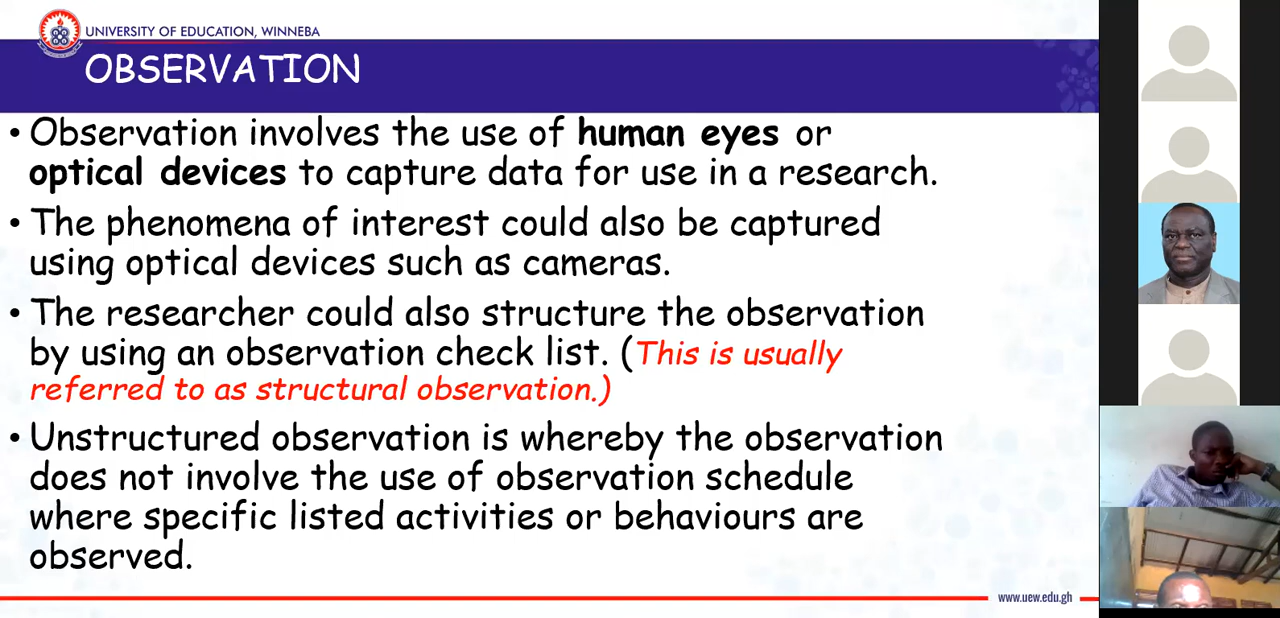 UNIVERSITY OF EDUCATION, WINNEBA
OBSERVATION
• Observation involves the use of human eyes or
optical devices to capture data for use in a research.
• The phenomena of interest could also be captured
using optical devices such as cameras.
• The researcher could also structure the observation
by using an observation check list. (This is usually
referred to as structural observation.)
• Unstructured observation is whereby the observation
does not involve the use of observation schedule
where specific listed activities or behaviours are
observed.
www.uew.edu.gh